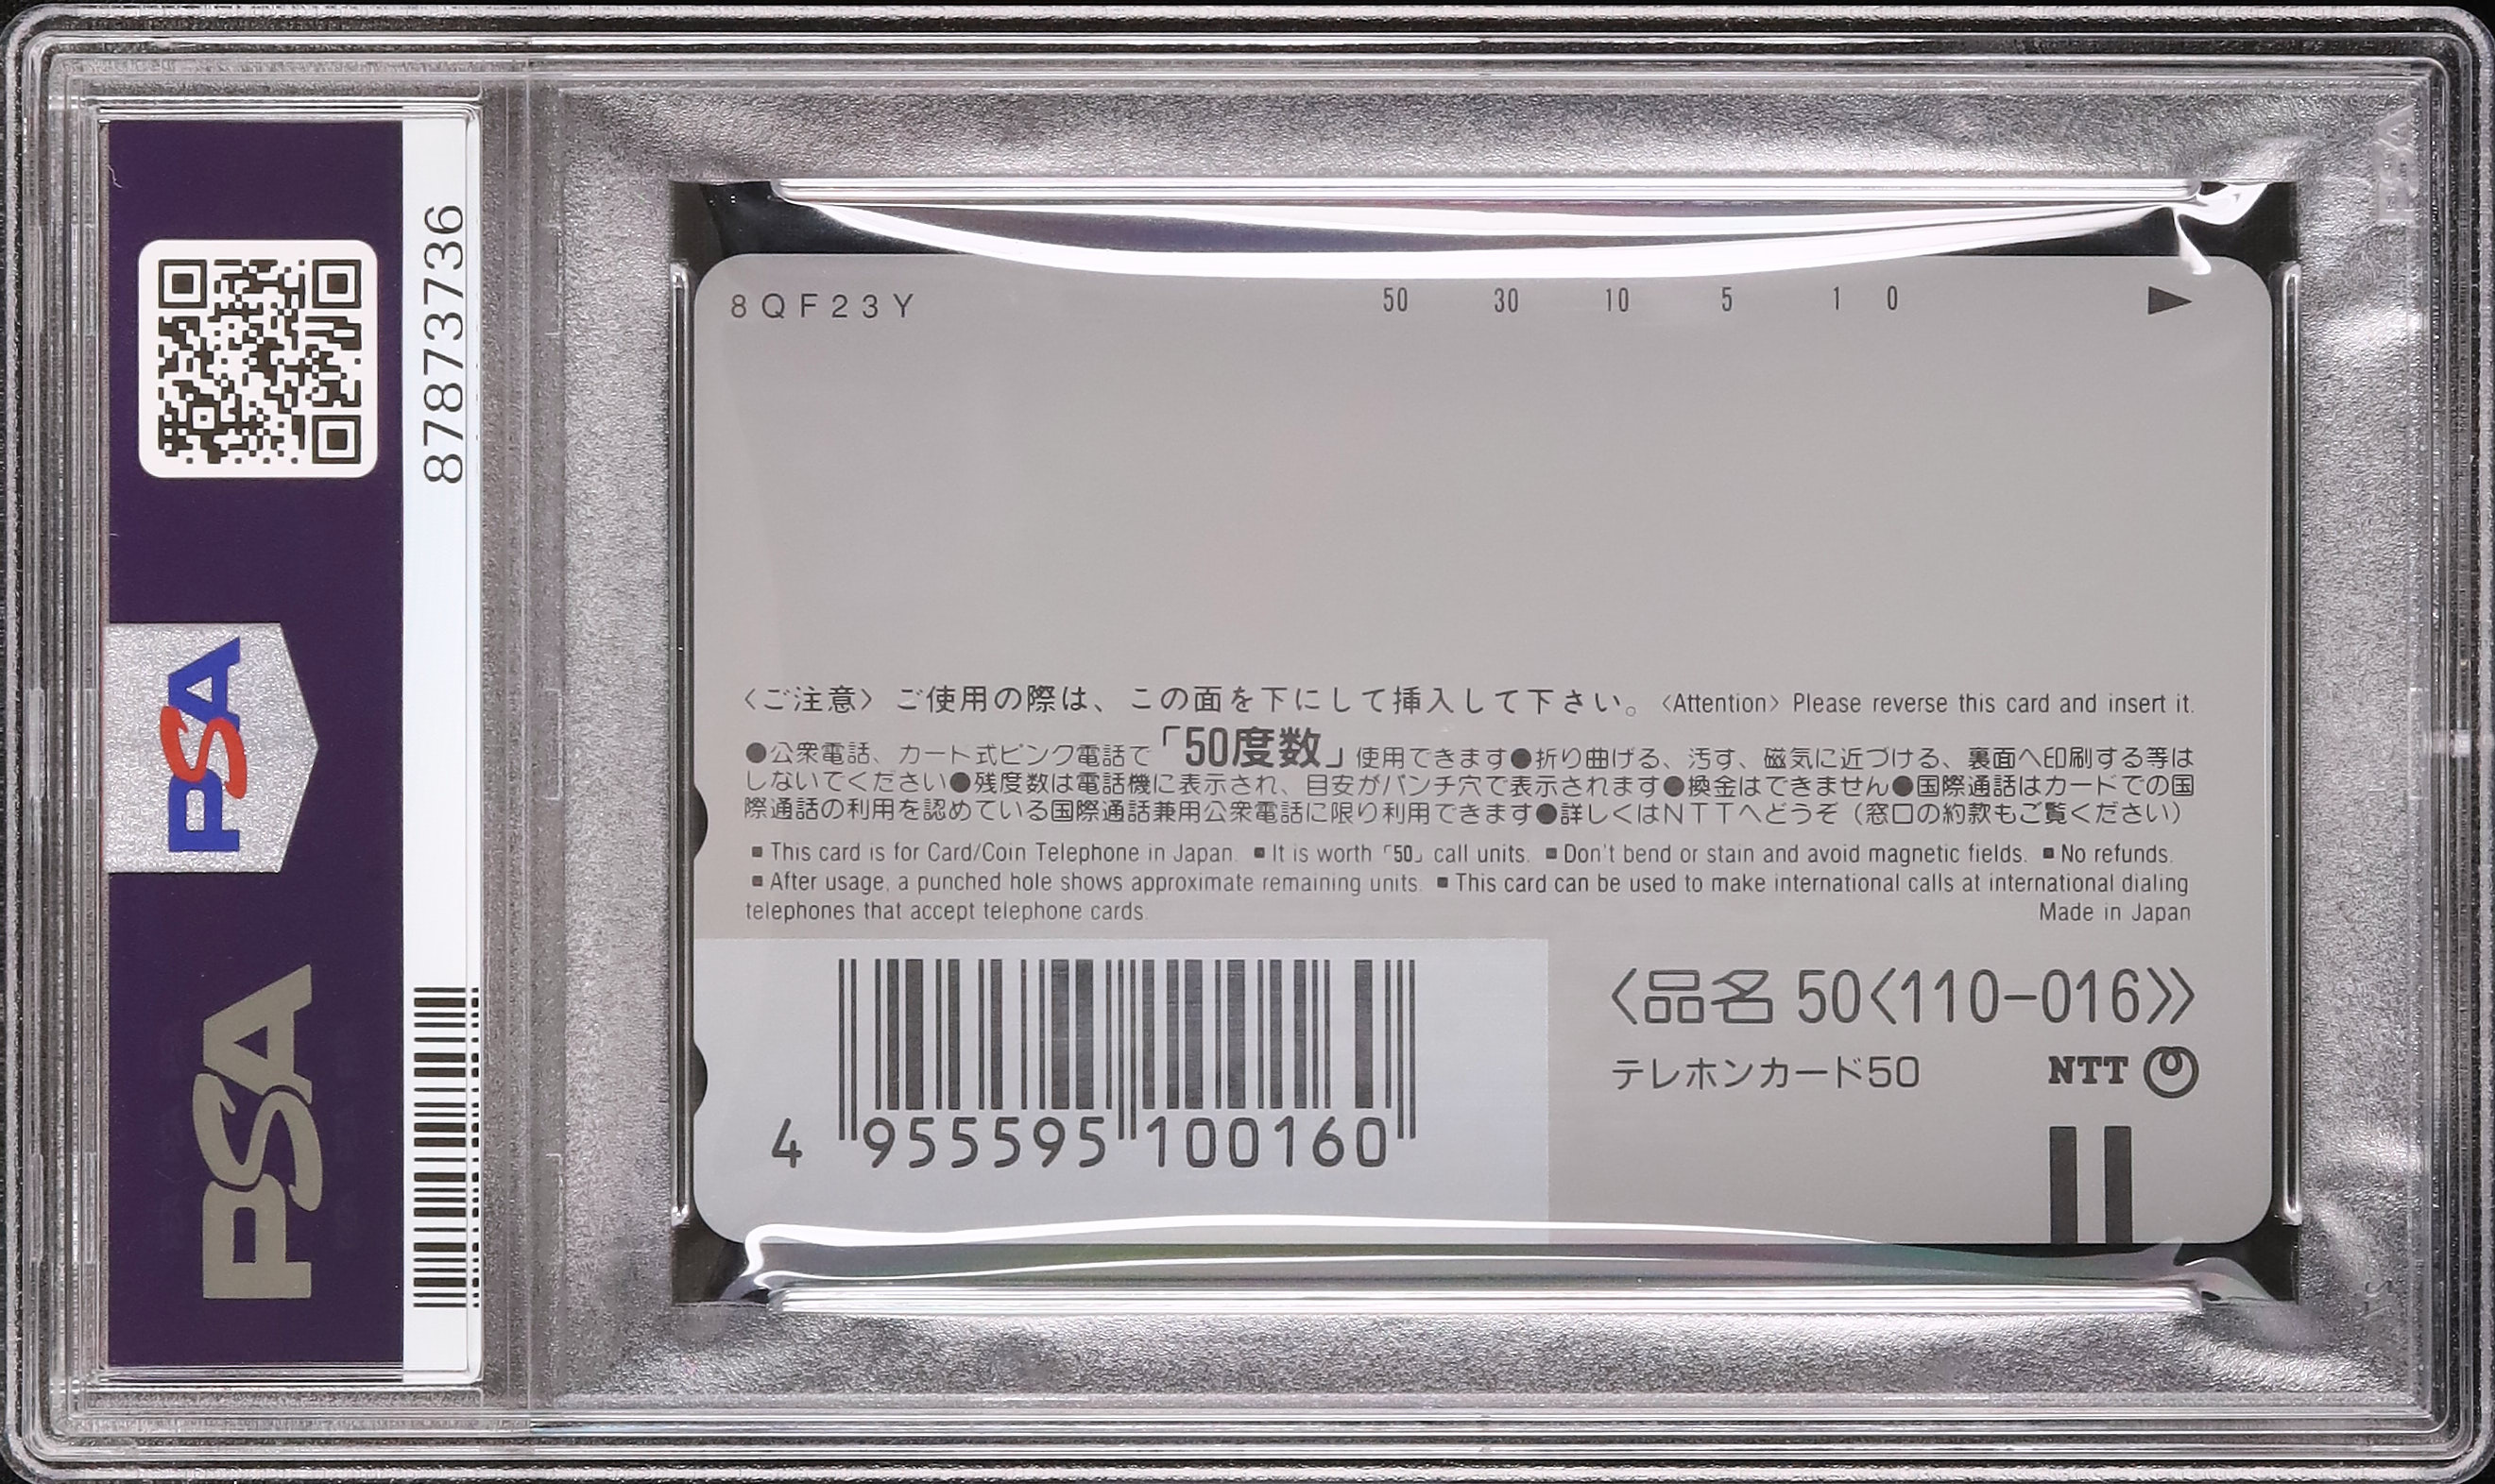 87873736
PSA
PSA
PSA
8QF23Y 50 30 10 5 1 0
〈ご注意〉ご使用の際は、この面を下にして挿入して下さい。〈Attention〉 Please reverse this card and insert it.
●公衆電話、カード式ピンク電話で「50度数」使用できます●折り曲げる、汚す、磁気に近づける、裏面へ印刷する等は
しないでください●残度数は電話機に表示され、目安がパンチ穴で表示されます●換金はできません●国際通話はカードでの国
際通話の利用を認めている国際通話兼用公衆電話に限り利用できます●詳しくはNTTへどうぞ（窓口の約款もご覧ください）
■ This card is for Card/Coin Telephone in Japan. ■ It is worth「50」call units. ■ Don't bend or stain and avoid magnetic fields. ■ No refunds.
■ After usage, a punched hole shows approximate remaining units. ■ This card can be used to make international calls at international dialing
telephones that accept telephone cards.
Made in Japan
4 955595 100160
〈品名 50〈110-016〉〉
テレホンカード50
NTT